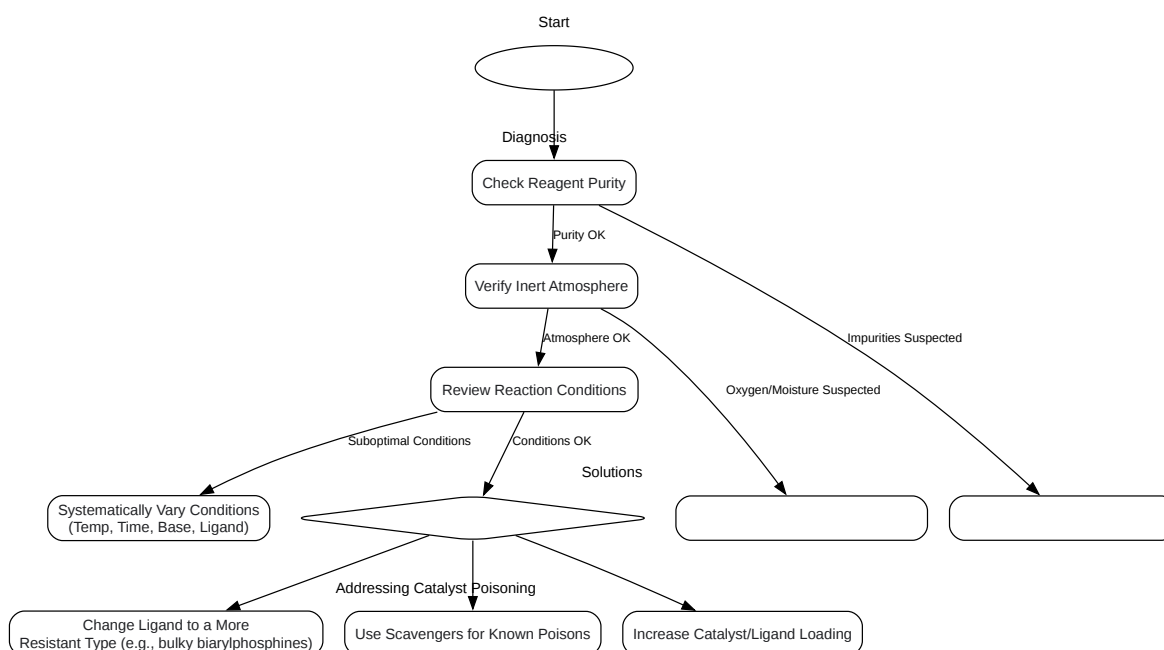 Start
Diagnosis
Check Reagent Purity
Purity OK
Verify Inert Atmosphere
Atmosphere OK
Impurities Suspected
Review Reaction Conditions
Oxygen/Moisture Suspected
Suboptimal Conditions
Conditions OK
Solutions
Systematically Vary Conditions
(Temp, Time, Base, Ligand)
Addressing Catalyst Poisoning
Change Ligand to a More
Resistant Type (e.g., bulky biarylphosphines)
Use Scavengers for Known Poisons
Increase Catalyst/Ligand Loading